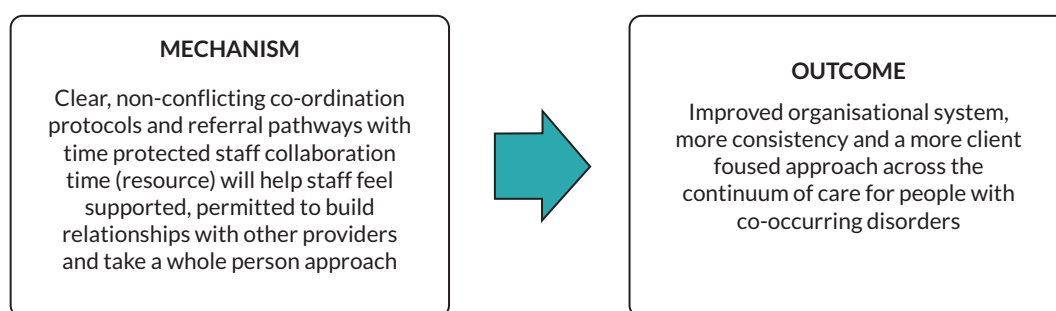 MECHANISM
Clear, non-conflicting co-ordination
protocols and referral pathways with
time protected staff collaboration
time (resource) will help staff feel
supported, permitted to build
relationships with other providers
and take a whole person approach
OUTCOME
Improved organisational system,
more consistency and a more client
foused approach across the
continuum of care for people with
co-occurring disorders